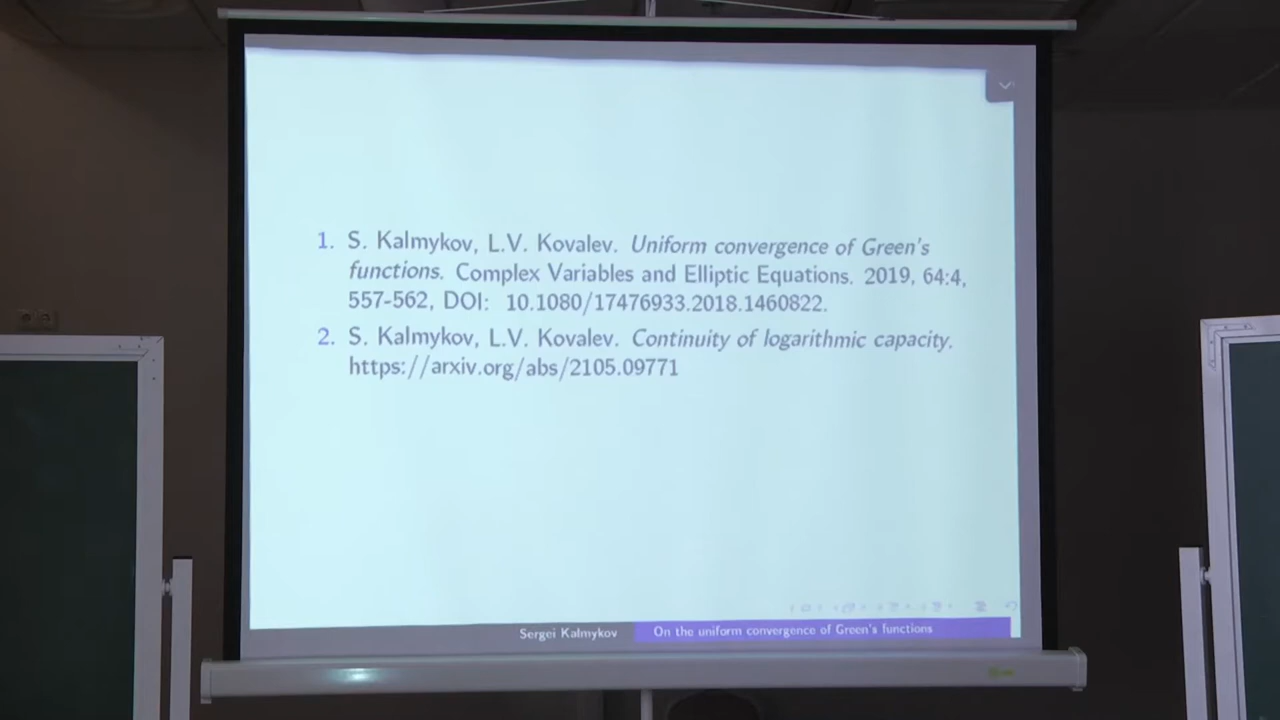 1. S. Kalmykov, L.V. Kovalev. Uniform convergence of Green's
functions. Complex Variables and Elliptic Equations. 2019, 64:4,
557-562, DOI: 10.1080/17476933.2018.1460822.
2. S. Kalmykov, L.V. Kovalev. Continuity of logarithmic capacity.
https://arxiv.org/abs/2105.09771
Sergei Kalmykov On the uniform convergence of Green's functions